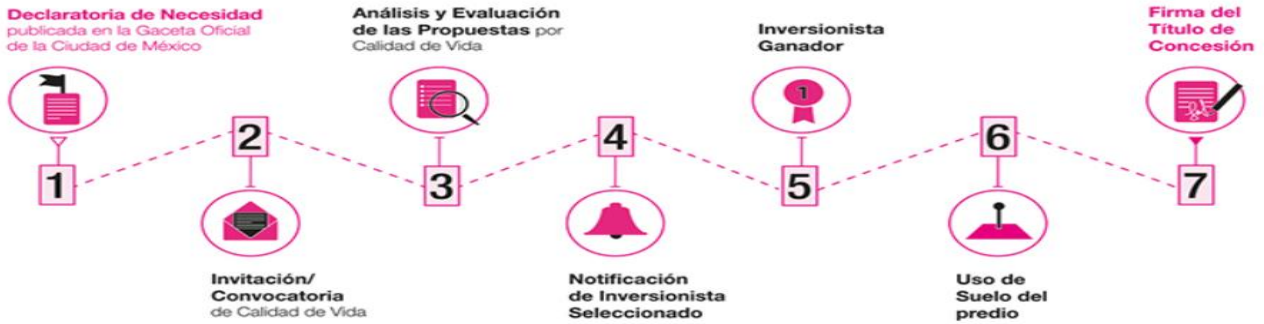 Declaratoria de Necesidad
publicada en la Gaceta Oficial
de la Ciudad de México
1
2
Invitación/
Convocatoria
de Calidad de Vida
Análisis y Evaluación
de las Propuestas por
Calidad de Vida
3
4
Notificación
de Inversionista
Seleccionado
Inversionista
Ganador
1
5
6
Uso de
Suelo del
predio
Firma del
Título de
Concesión
7